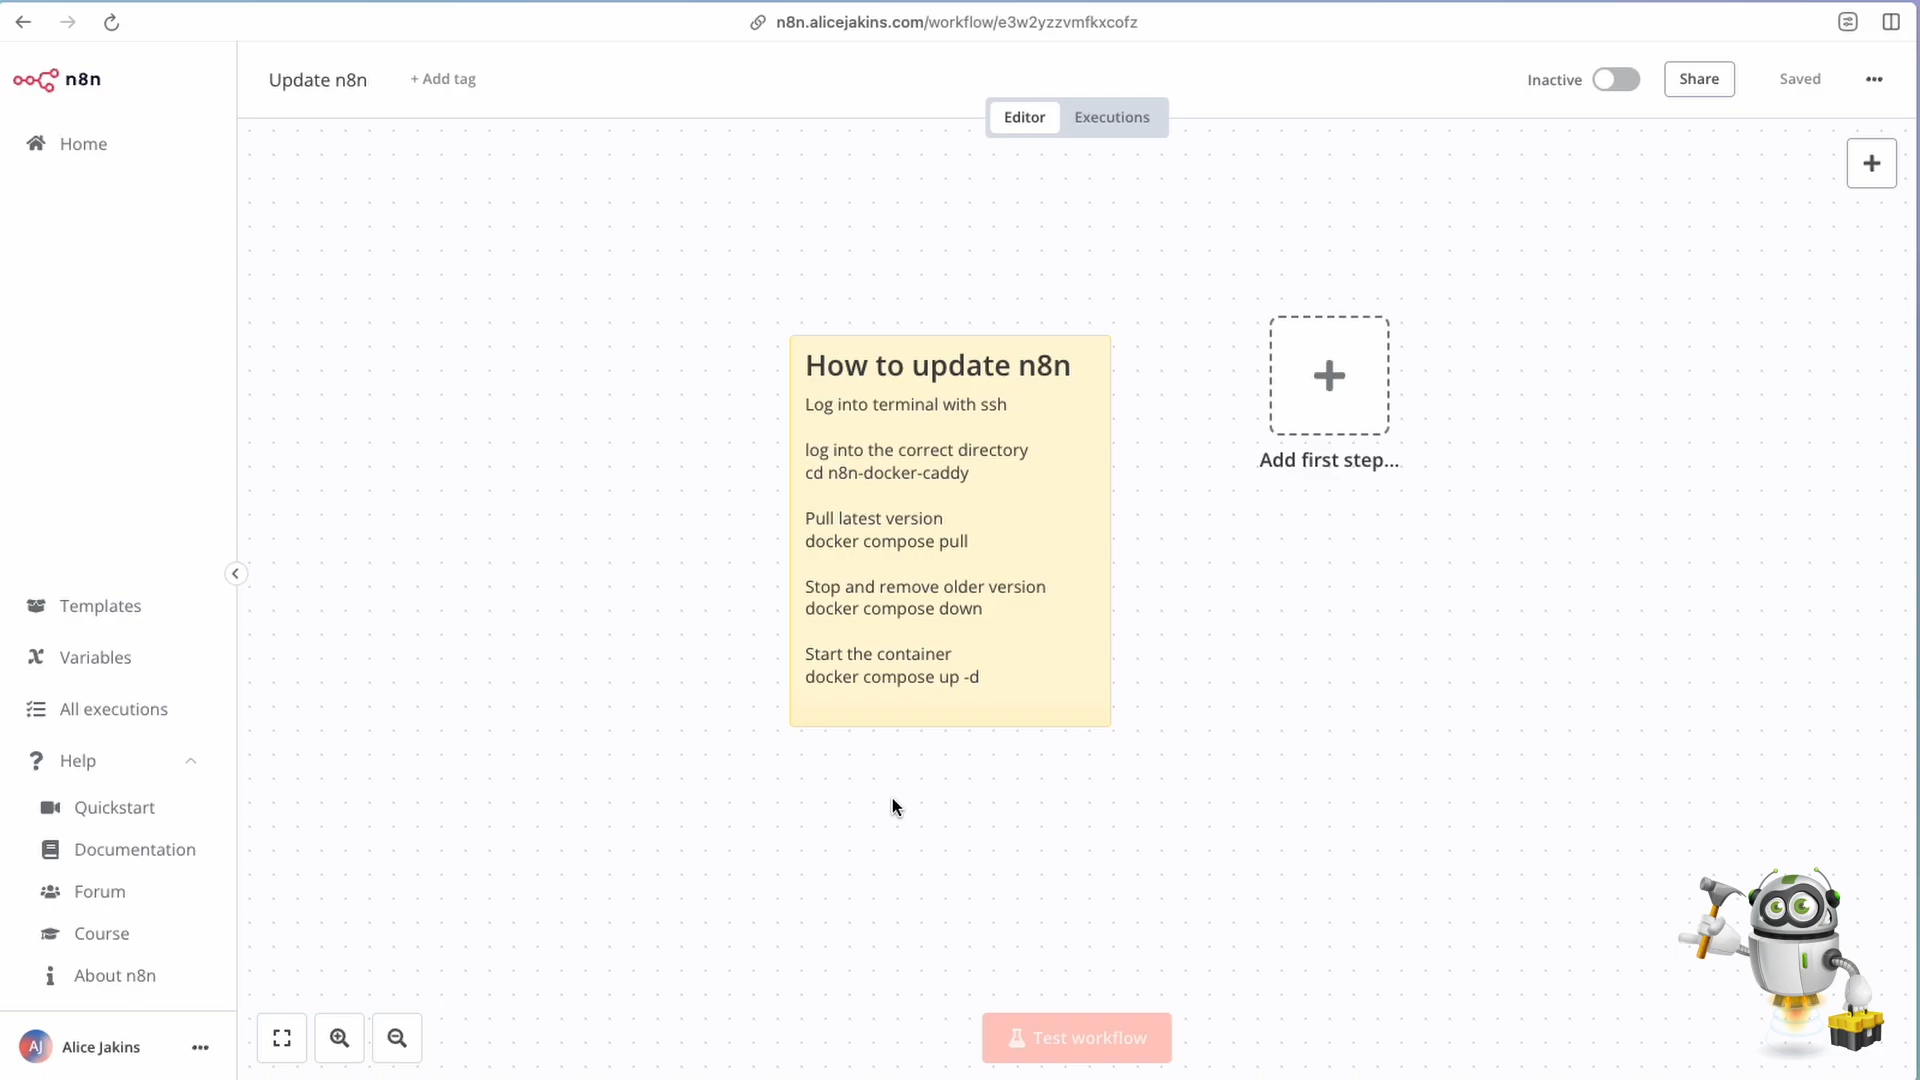 n8n.alicejakins.com/workflow/e3w2yzzvmfkxcofz
n8n
Update n8n
+ Add tag
Inactive
Share
Saved
Editor
Executions
Home
How to update n8n
Log into terminal with ssh
log into the correct directory
cd n8n-docker-caddy
Pull latest version
docker compose pull
Stop and remove older version
docker compose down
Start the container
docker compose up -d
Add first step...
Templates
Variables
All executions
Help
Quickstart
Documentation
Forum
Course
About n8n
AJ
Alice Jakins
Test workflow